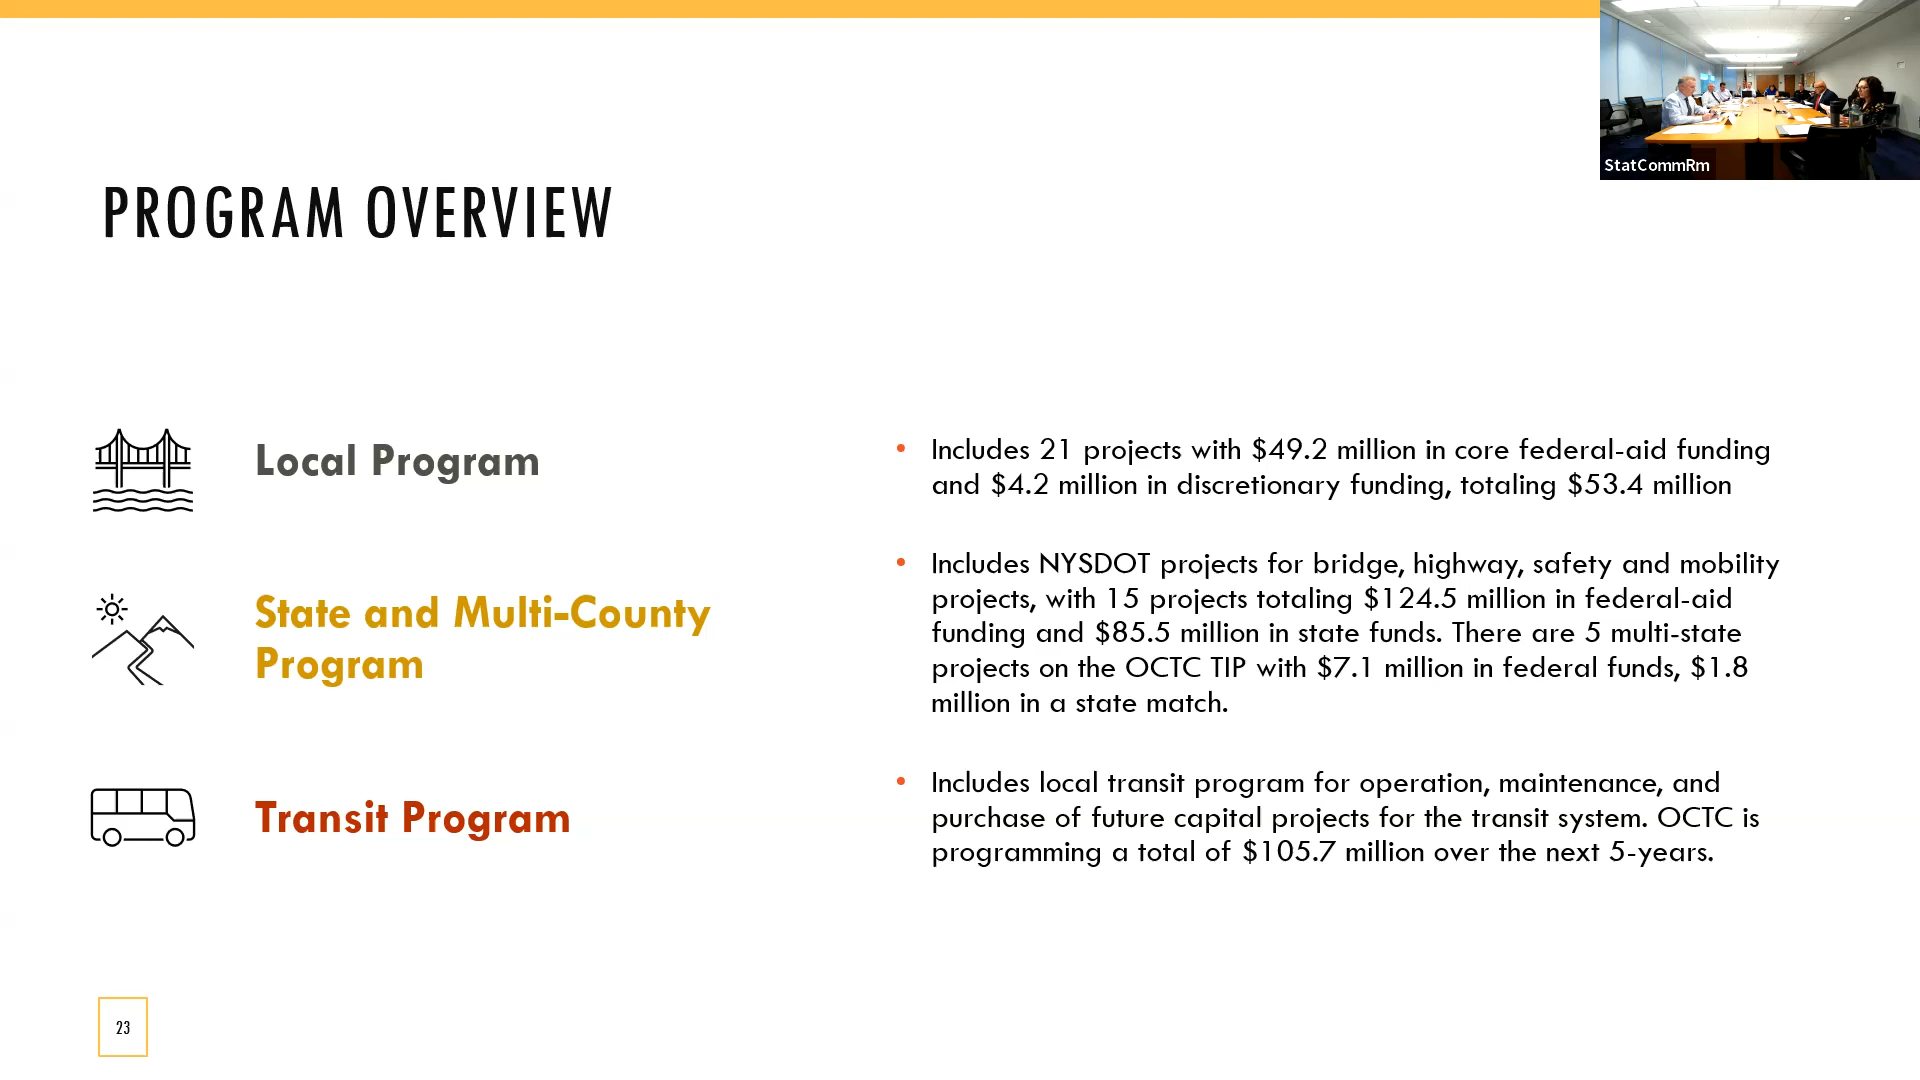 StatCommRm
PROGRAM OVERVIEW
Local Program
Includes 21 projects with $49.2 million in core federal-aid funding
and $4.2 million in discretionary funding, totaling $53.4 million
State and Multi-County
Program
Includes NYSDOT projects for bridge, highway, safety and mobility
projects, with 15 projects totaling $124.5 million in federal-aid
funding and $85.5 million in state funds. There are 5 multi-state
projects on the OCTC TIP with $7.1 million in federal funds, $1.8
million in a state match.
Transit Program
Includes local transit program for operation, maintenance, and
purchase of future capital projects for the transit system. OCTC is
programming a total of $105.7 million over the next 5-years.
23